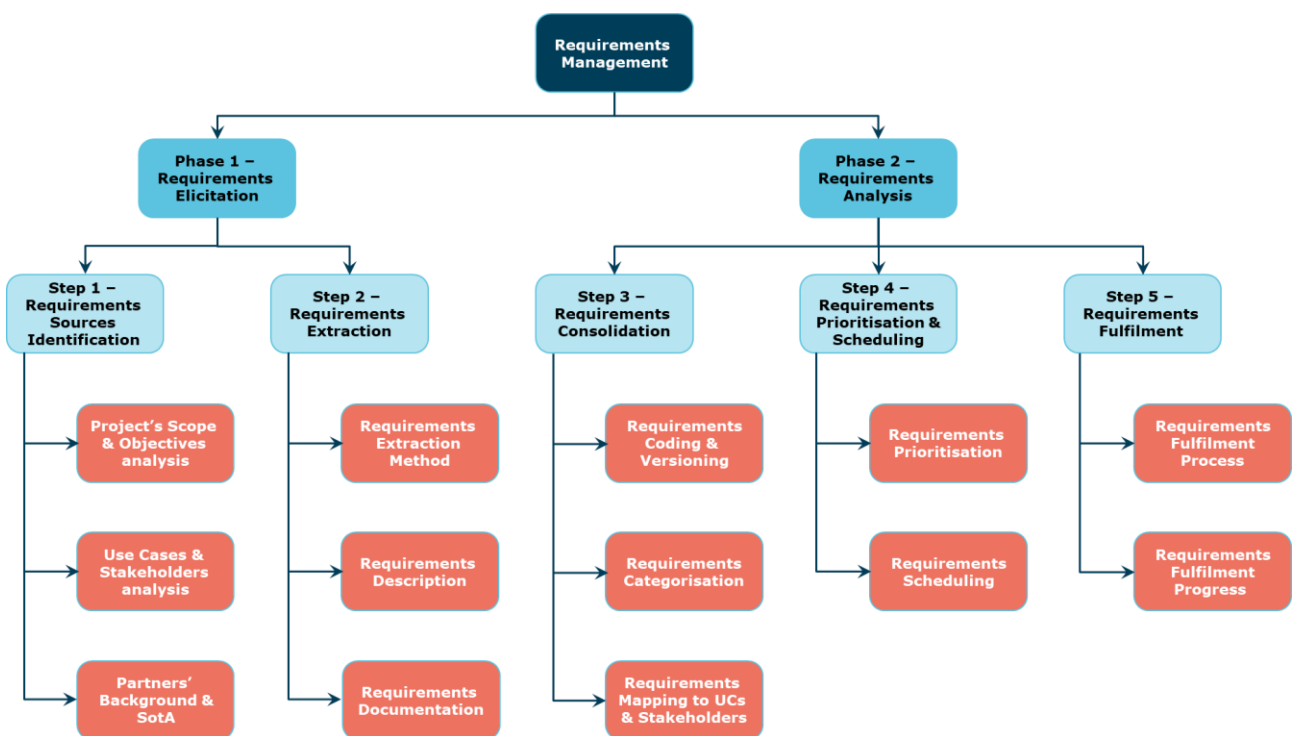 Requirements
Management
Phase 1 –
Requirements
Elicitation
Phase 2 –
Requirements
Analysis
Step 1 –
Requirements
Sources
Identification
Step 2 –
Requirements
Extraction
Step 3 –
Requirements
Consolidation
Step 4 –
Requirements
Prioritisation &
Scheduling
Step 5 –
Requirements
Fulfilment
Project’s Scope
& Objectives
analysis
Requirements
Extraction
Method
Requirements
Coding &
Versioning
Requirements
Prioritisation
Requirements
Fulfilment
Process
Use Cases &
Stakeholders
analysis
Requirements
Description
Requirements
Categorisation
Requirements
Scheduling
Requirements
Fulfilment
Progress
Partners’
Background &
SotA
Requirements
Documentation
Requirements
Mapping to UCs
& Stakeholders